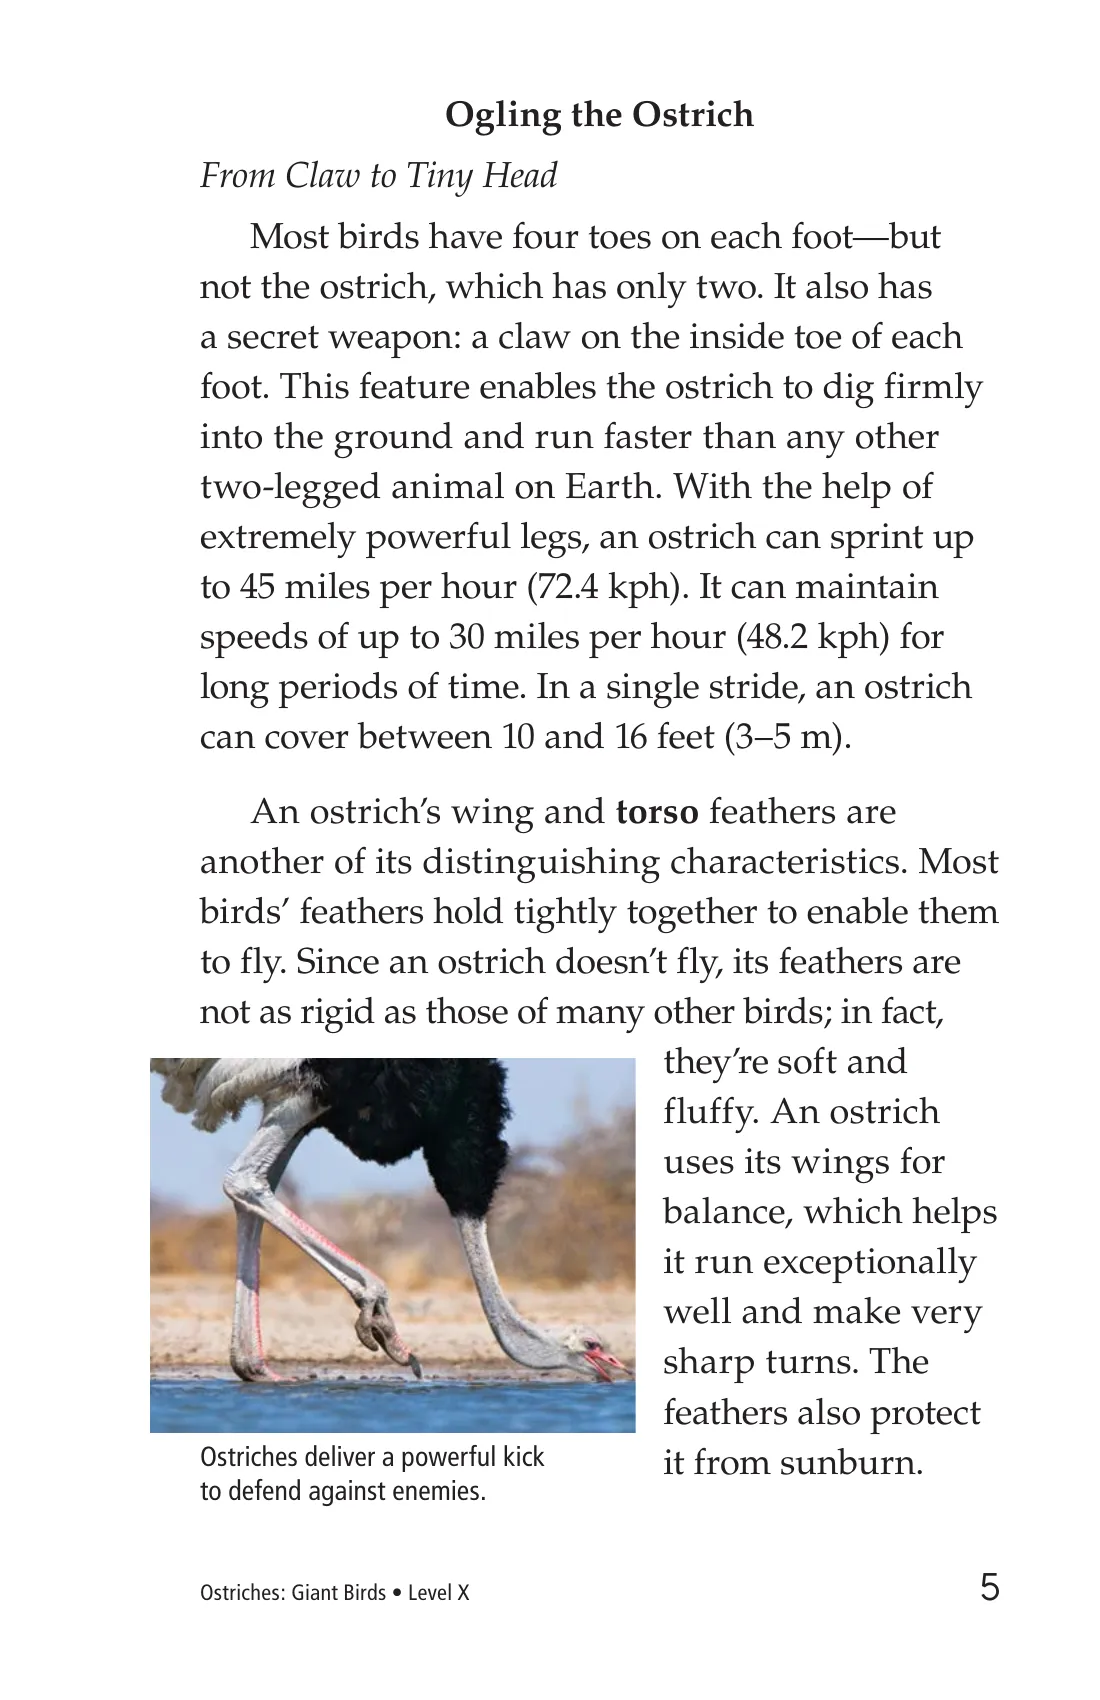 Ogling the Ostrich
From Claw to Tiny Head
Most birds have four toes on each foot—but
not the ostrich, which has only two. It also has
a secret weapon: a claw on the inside toe of each
foot. This feature enables the ostrich to dig firmly
into the ground and run faster than any other
two-legged animal on Earth. With the help of
extremely powerful legs, an ostrich can sprint up
to 45 miles per hour (72.4 kph). It can maintain
speeds of up to 30 miles per hour (48.2 kph) for
long periods of time. In a single stride, an ostrich
can cover between 10 and 16 feet (3–5 m).
An ostrich’s wing and torso feathers are
another of its distinguishing characteristics. Most
birds’ feathers hold tightly together to enable them
to fly. Since an ostrich doesn’t fly, its feathers are
not as rigid as those of many other birds; in fact,
they’re soft and
fluffy. An ostrich
uses its wings for
balance, which helps
it run exceptionally
well and make very
sharp turns. The
feathers also protect
it from sunburn.
Ostriches deliver a powerful kick
to defend against enemies.
Ostriches: Giant Birds • Level X
5